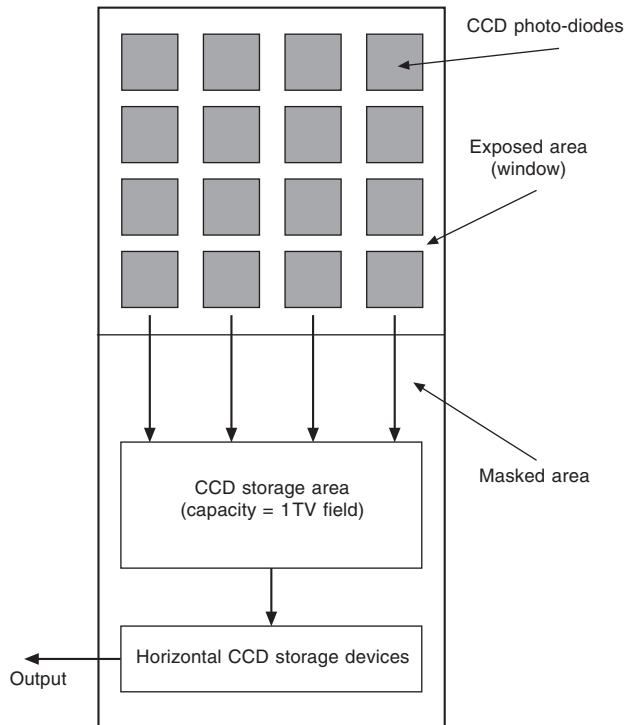 CCD photo-diodes
Exposed area
(window)
Masked area
CCD storage area
(capacity = 1TV field)
Horizontal CCD storage devices
Output